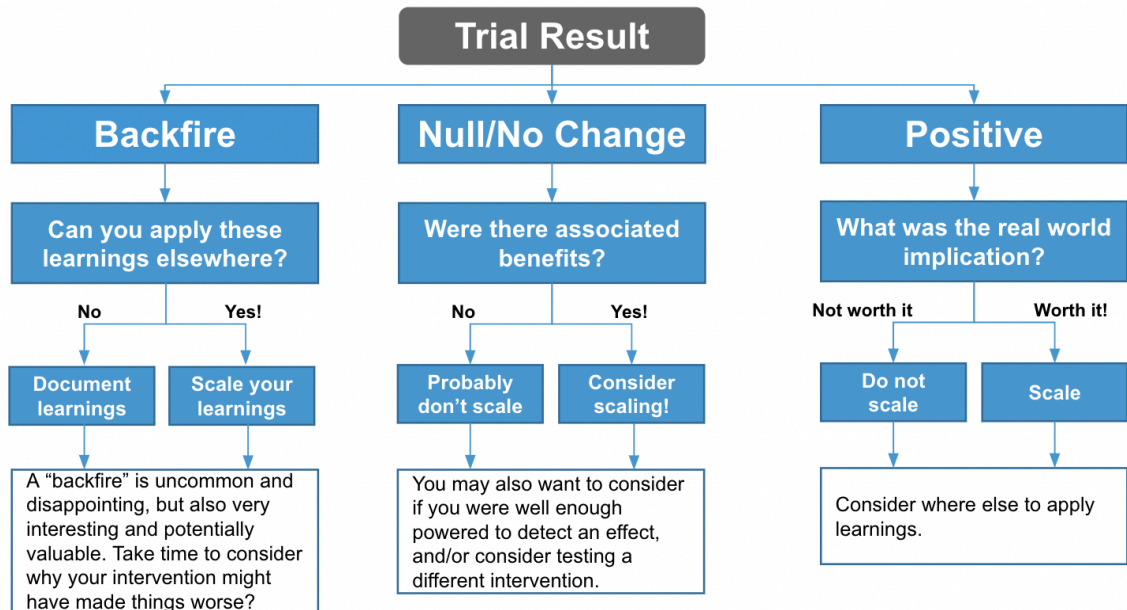 Trial Result
Backfire
Null/No Change
Positive
Can you apply these
learnings elsewhere?
Were there associated
benefits?
What was the real world
implication?
No
Yes!
No
Yes!
Not worth it
Worth it!
Document
learnings
Scale your
learnings
Probably
don’t scale
Consider
scaling!
Do not
scale
Scale
A “backfire” is uncommon and
disappointing, but also very
interesting and potentially
valuable. Take time to consider
why your intervention might
have made things worse?
You may also want to consider
if you were well enough
powered to detect an effect,
and/or consider testing a
different intervention.
Consider where else to apply
learnings.